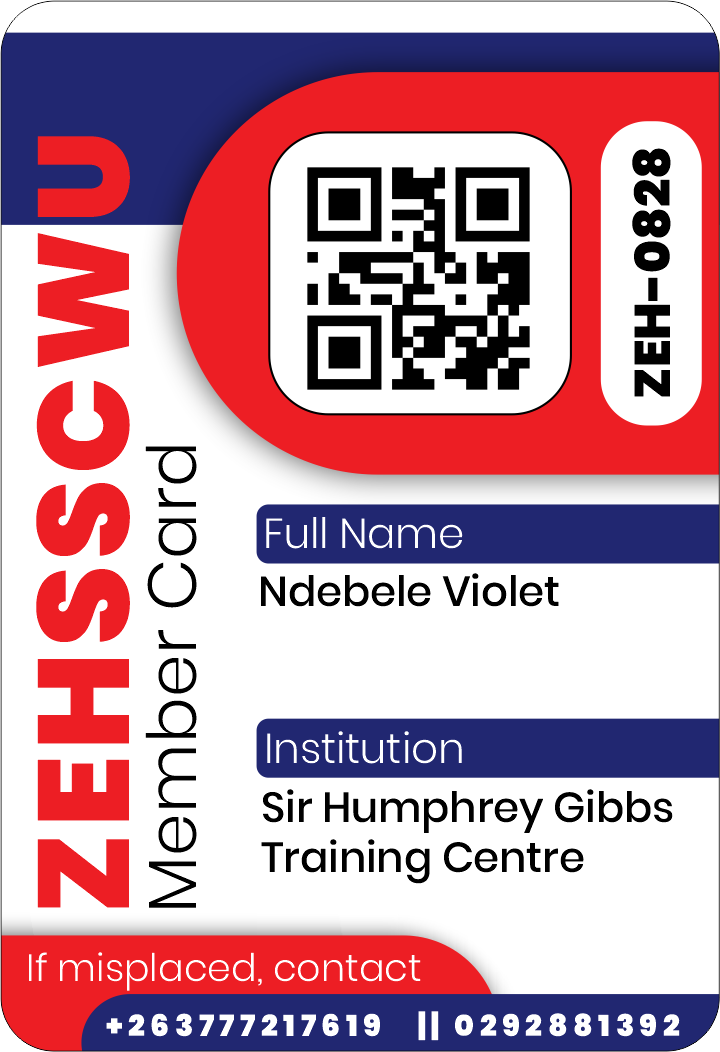 ZEHSSCWU
Member Card
ZEH-0828
Full Name
Ndebele Violet
Institution
Sir Humphrey Gibbs
Training Centre
If misplaced, contact
+263777217619 || 0292881392